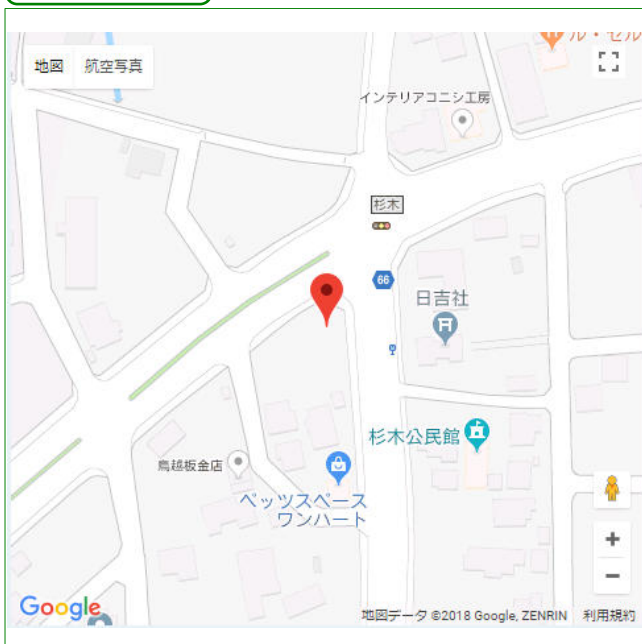 ル・セル
地図 航空写真
インテリアコニシ工房
杉木
66
日吉社
杉木公民館
鳥越板金店
ペッツスペース
ワンハート
+
−
Google
地図データ ©2018 Google, ZENRIN 利用規約